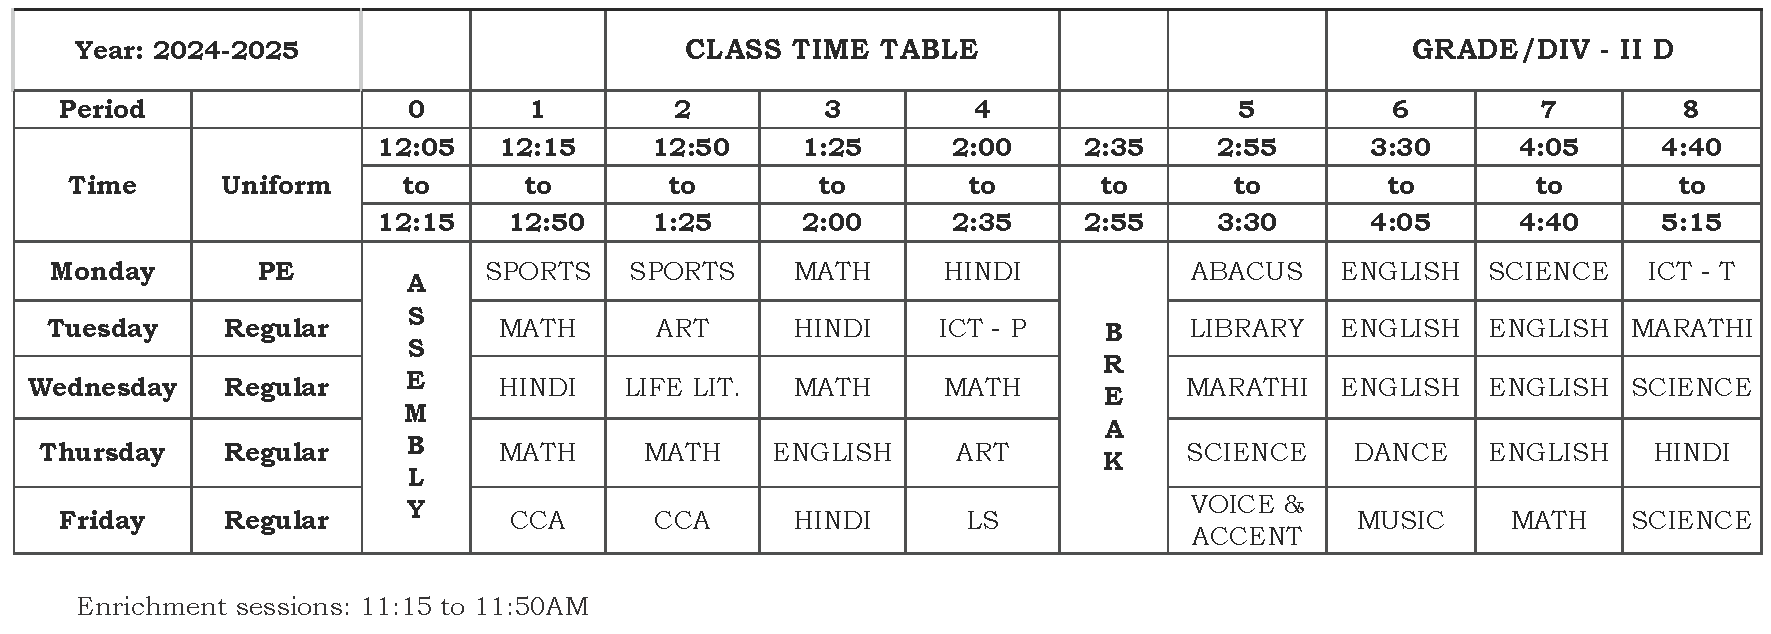 Year: 2024-2025 CLASS TIME TABLE GRADE/DIV - II D
Period 0 1 2 3 4 5 6 7 8
Time Uniform
12:05 12:15 12:50 1:25 2:00 2:35 2:55 3:30 4:05 4:40
to to to to to to to to to to
12:15 12:50 1:25 2:00 2:35 2:55 3:30 4:05 4:40 5:15
ASSEMBLY
BREAK
Monday PE SPORTS SPORTS MATH HINDI ABACUS ENGLISH SCIENCE ICT - T
Tuesday Regular MATH ART HINDI ICT - P LIBRARY ENGLISH ENGLISH MARATHI
Wednesday Regular HINDI LIFE LIT. MATH MATH MARATHI ENGLISH ENGLISH SCIENCE
Thursday Regular MATH MATH ENGLISH ART SCIENCE DANCE ENGLISH HINDI
Friday Regular CCA CCA HINDI LS VOICE & ACCENT MUSIC MATH SCIENCE
Enrichment sessions: 11:15 to 11:50AM